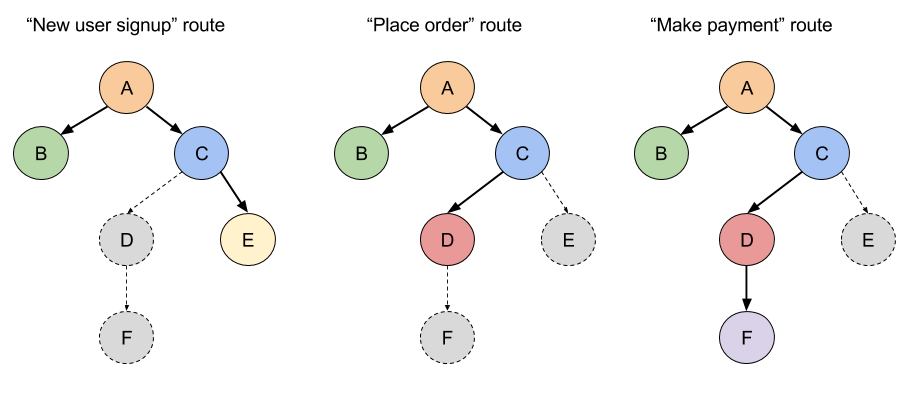 “New user signup” route
A
B
C
D
E
F
“Place order” route
A
B
C
D
E
F
“Make payment” route
A
B
C
D
E
F